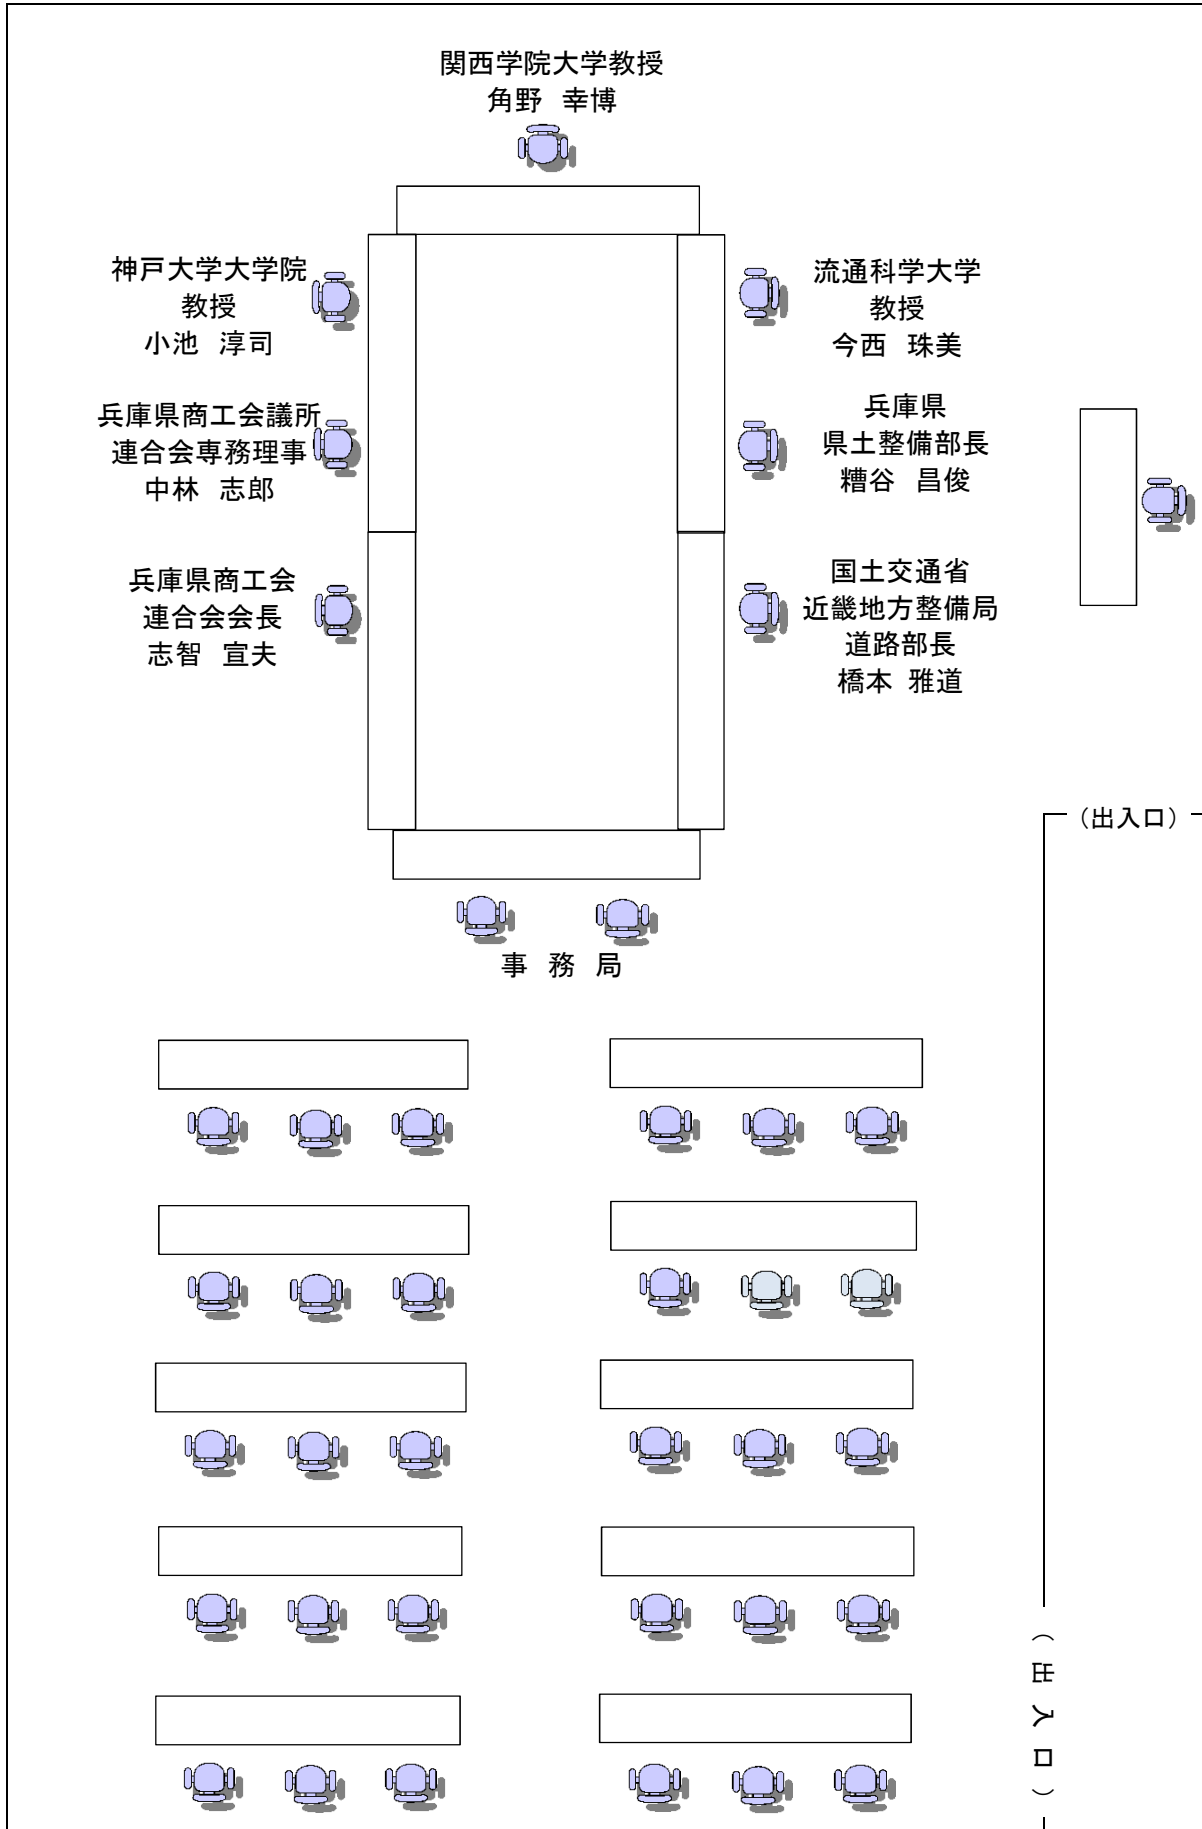 関西学院大学教授
角野 幸博
神戸大学大学院
教授
小池 淳司
流通科学大学
教授
今西 珠美
兵庫県商工会議所
連合会専務理事
中林 志郎
兵庫県
県土整備部長
糟谷 昌俊
兵庫県商工会
連合会会長
志智 宣夫
国土交通省
近畿地方整備局
道路部長
橋本 雅道
(出入口)
事 務 局
(出入口)